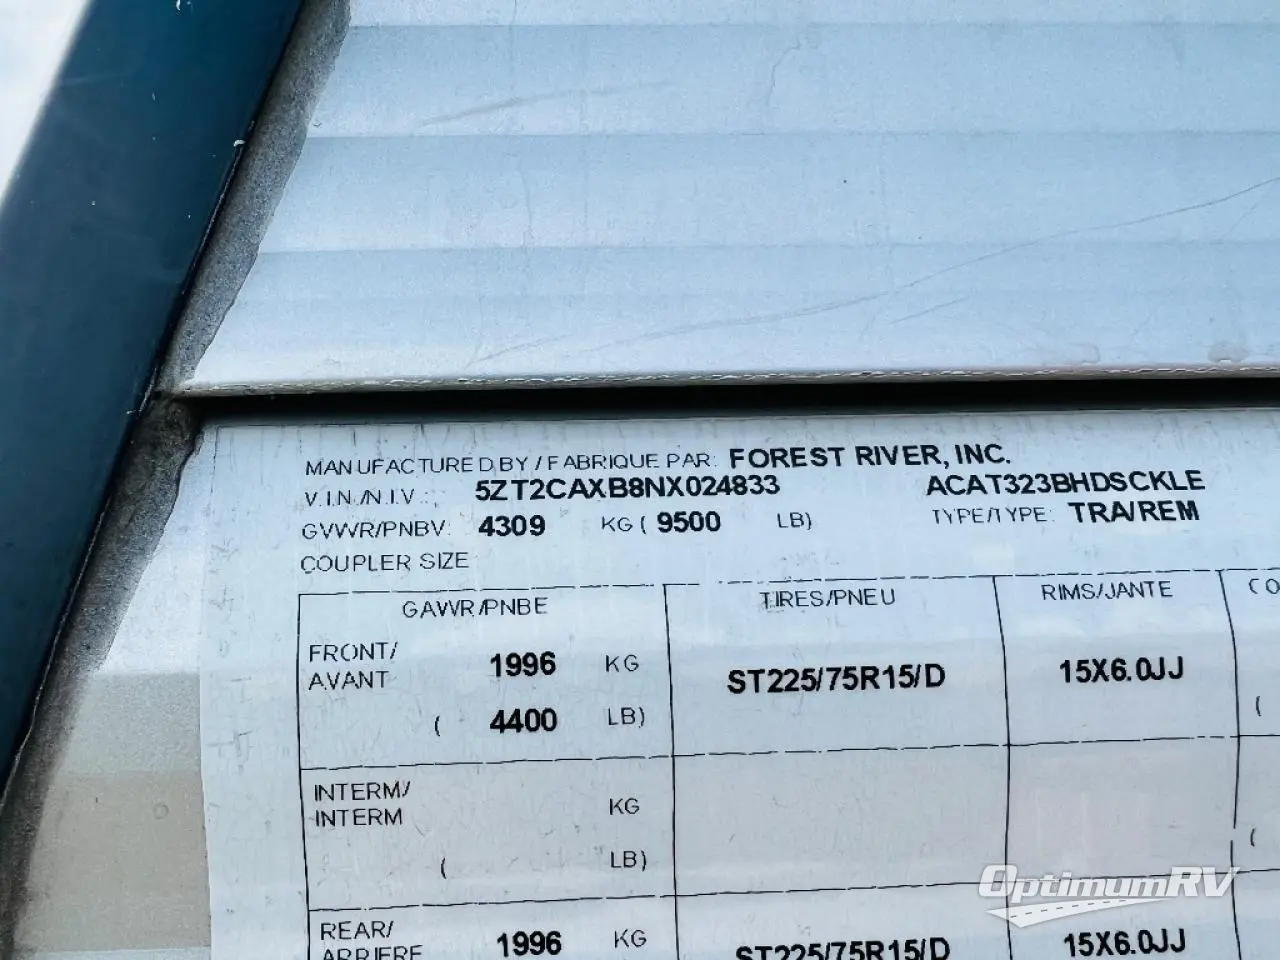 MANUFACTURED BY / FABRIQUE PAR: FOREST RIVER, INC.
V.I.N./N.I.V.: 5ZT2CAXB8NX024833 ACAT323BHDSCKLE
GVWR/PNBV: 4309 KG ( 9500 LB) TYPE/TYPE: TRA/REM
COUPLER SIZE
GAWR/PNBE TIRES/PNEU RIMS/JANTE CO
FRONT/
AVANT 1996 KG ST225/75R15/D 15X6.0JJ
( 4400 LB) (
INTERM/
INTERM KG
( LB) (
REAR/
ARRIERE 1996 KG ST225/75R15/D 15X6.0JJ
OptimumRV